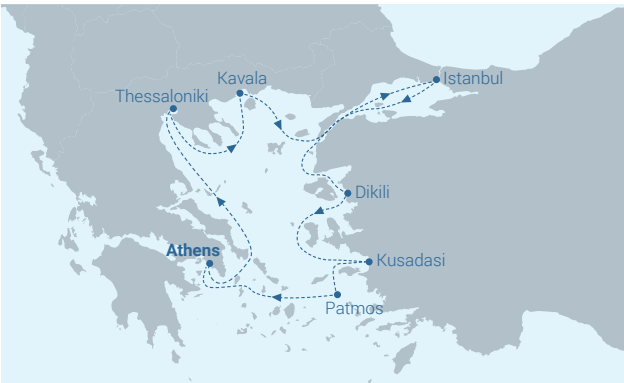 Istanbul
Kavala
Thessaloniki
Dikili
Athens
Kusadasi
Patmos